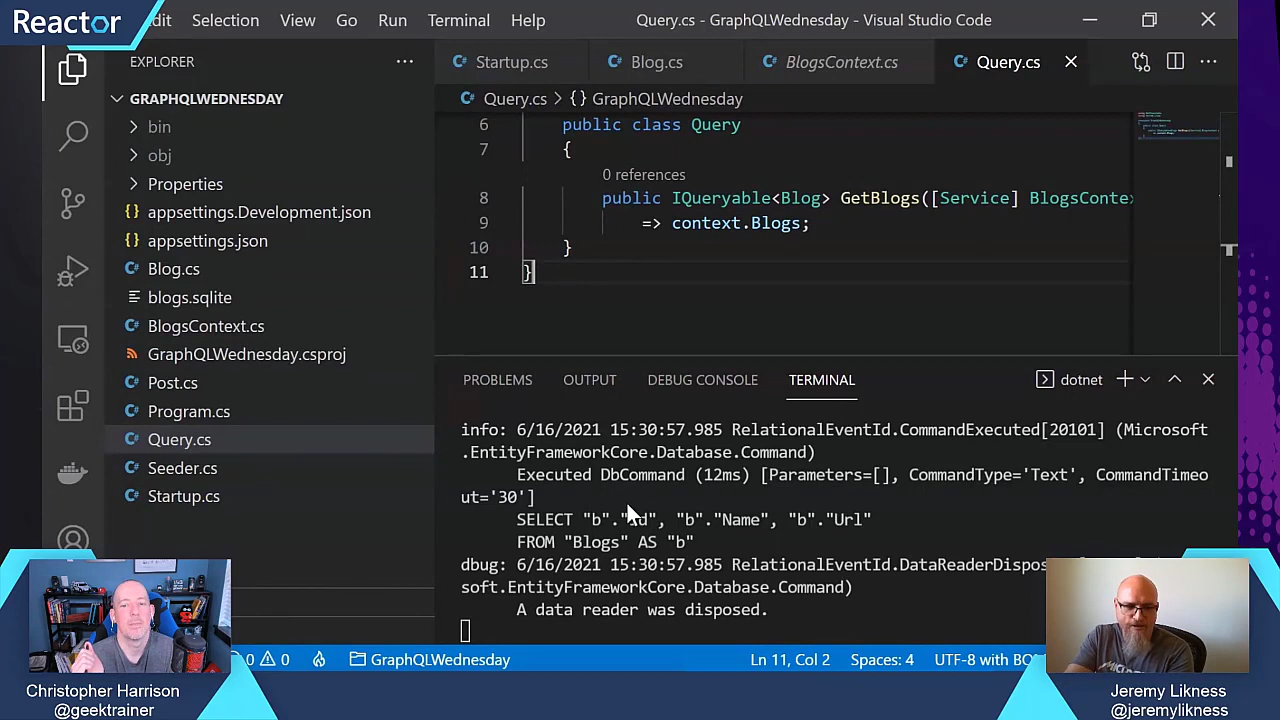 Reactor
Edit Selection View Go Run Terminal Help Query.cs - GraphQLWednesday - Visual Studio Code
EXPLORER
Startup.cs Blog.cs BlogsContext.cs Query.cs
GRAPHQLWEDNESDAY
Query.cs > {} GraphQLWednesday
bin
obj
Properties
appsettings.Development.json
appsettings.json
Blog.cs
blogs.sqlite
BlogsContext.cs
GraphQLWednesday.csproj
Post.cs
Program.cs
Query.cs
Seeder.cs
Startup.cs
6 public class Query
7 {
0 references
8 public IQueryable<Blog> GetBlogs([Service] BlogsContex
9 => context.Blogs;
10 }
11 }
PROBLEMS OUTPUT DEBUG CONSOLE TERMINAL dotnet
info: 6/16/2021 15:30:57.985 RelationalEventId.CommandExecuted[20101] (Microsoft
.EntityFrameworkCore.Database.Command)
Executed DbCommand (12ms) [Parameters=[], CommandType='Text', CommandTimeo
ut='30']
SELECT "b"."Id", "b"."Name", "b"."Url"
FROM "Blogs" AS "b"
dbug: 6/16/2021 15:30:57.985 RelationalEventId.DataReaderDispo
soft.EntityFrameworkCore.Database.Command)
A data reader was disposed.
0 0 GraphQLWednesday Ln 11, Col 2 Spaces: 4 UTF-8 with BO
Christopher Harrison
@geektrainer
Jeremy Likness
@jeremylikness